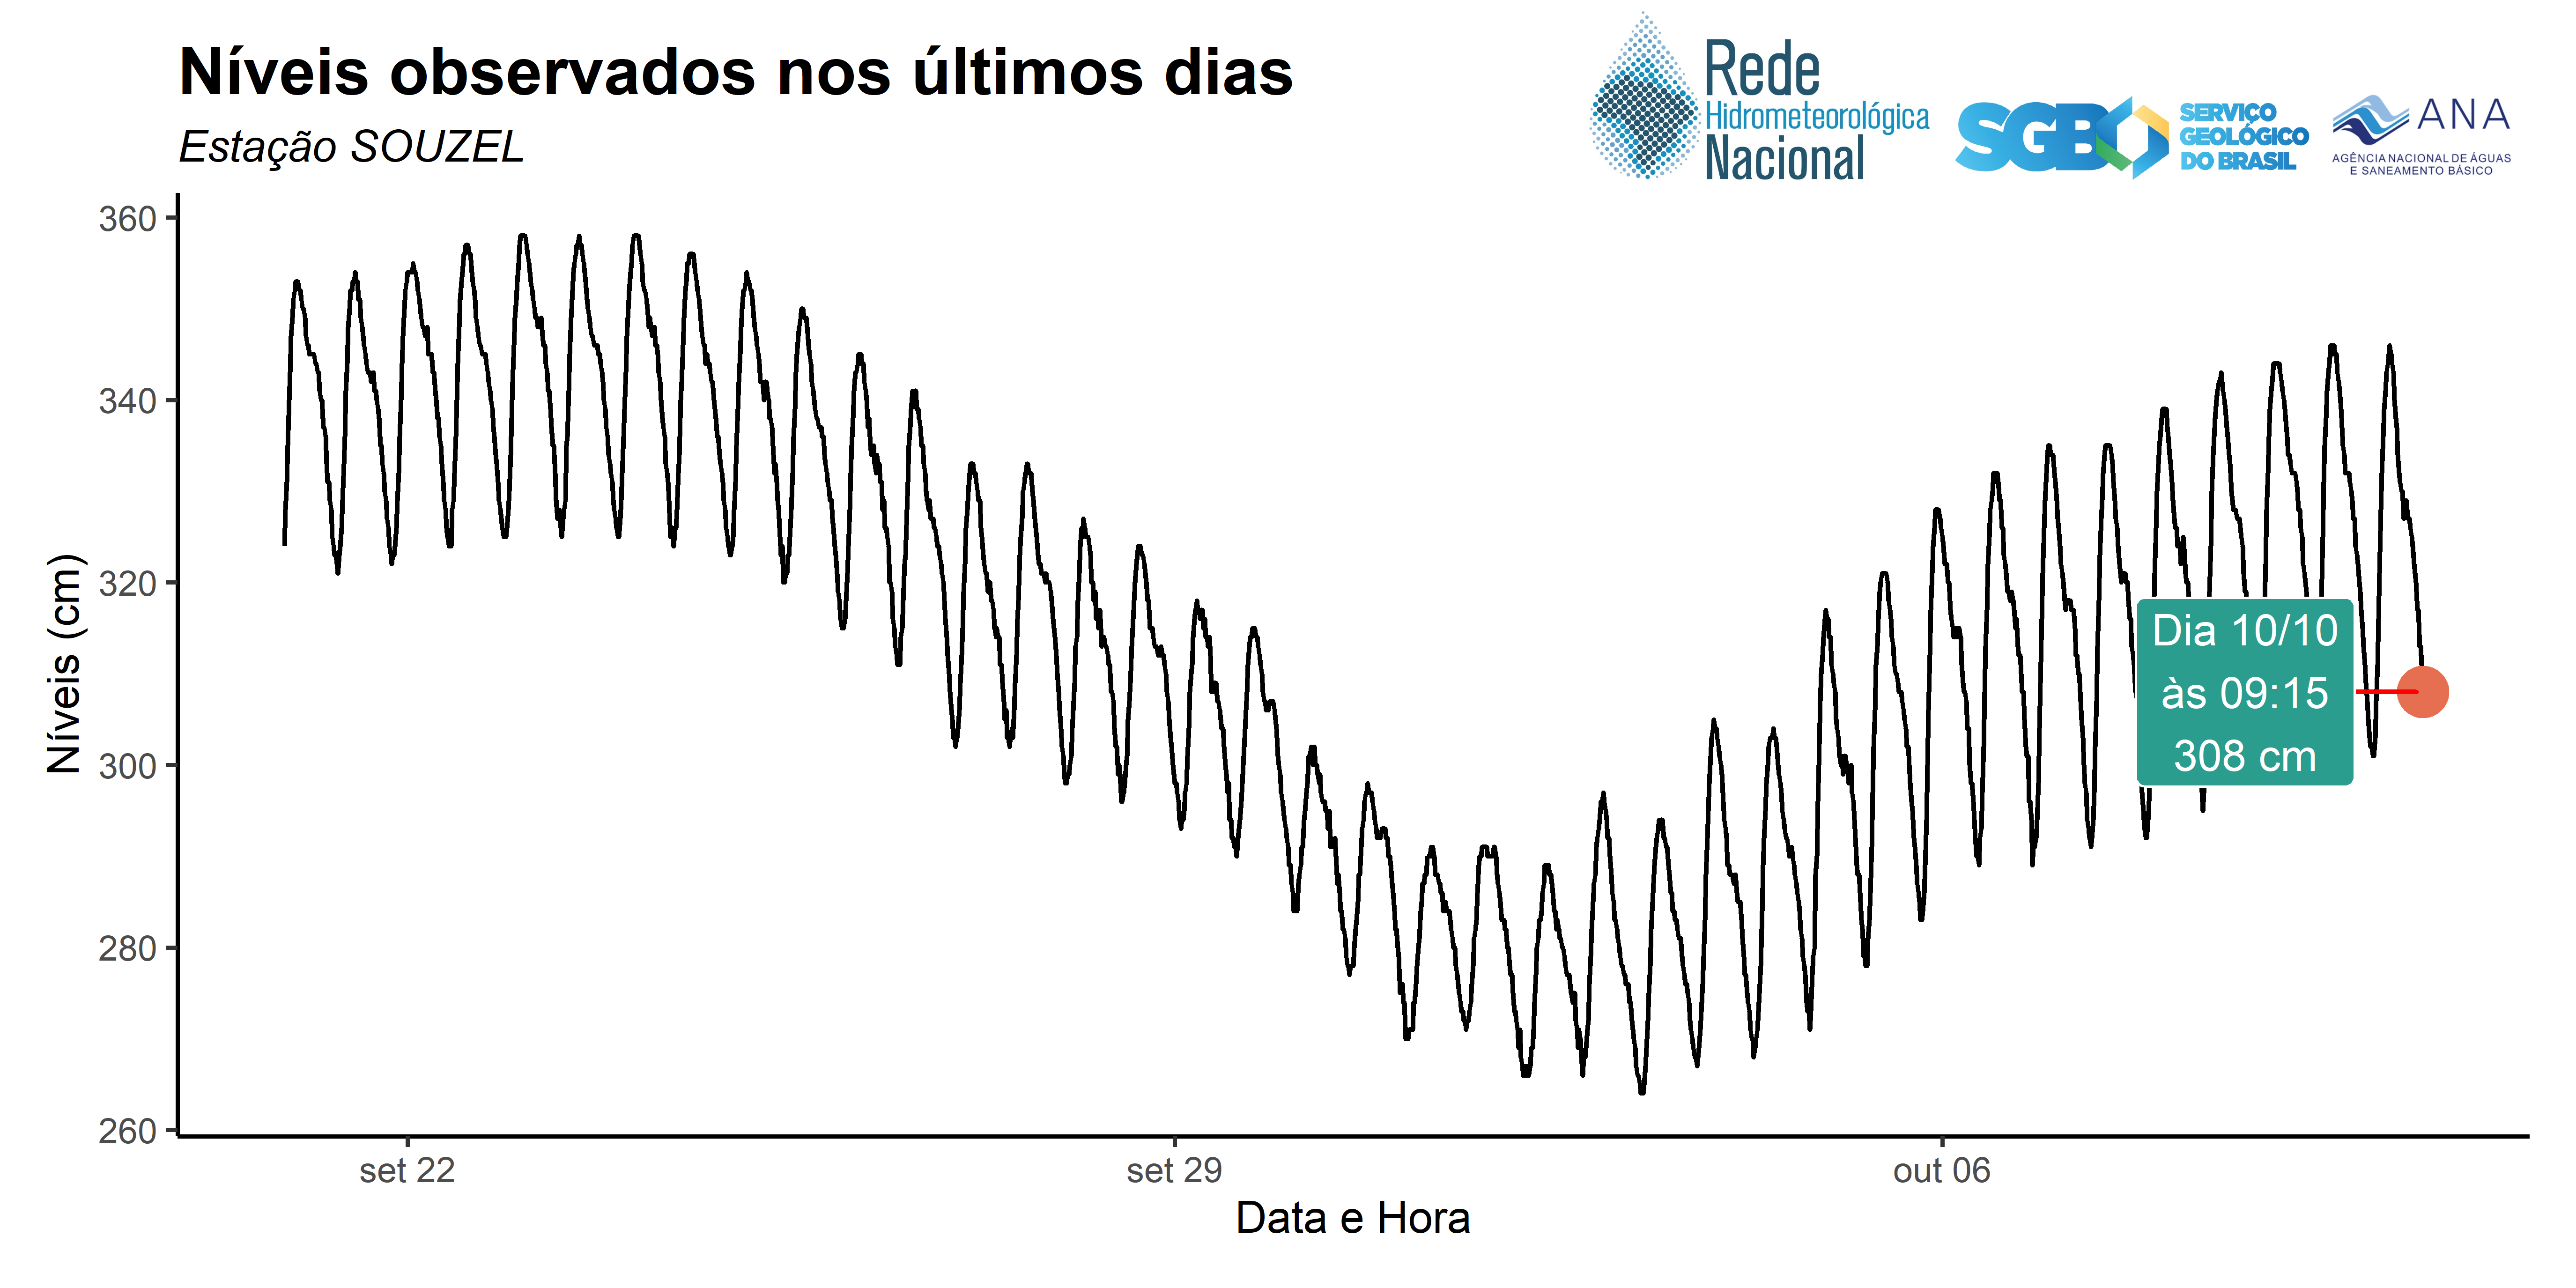 Níveis observados nos últimos dias
Estação SOUZEL
Rede
Hidrometeorológica
Nacional
SGB
SERVIÇO
GEOLÓGICO
DO BRASIL
ANA
AGÊNCIA NACIONAL DE ÁGUAS
E SANEAMENTO BÁSICO
Níveis (cm)
360
340
320
300
280
260
Dia 10/10
às 09:15
308 cm
set 22
set 29
out 06
Data e Hora